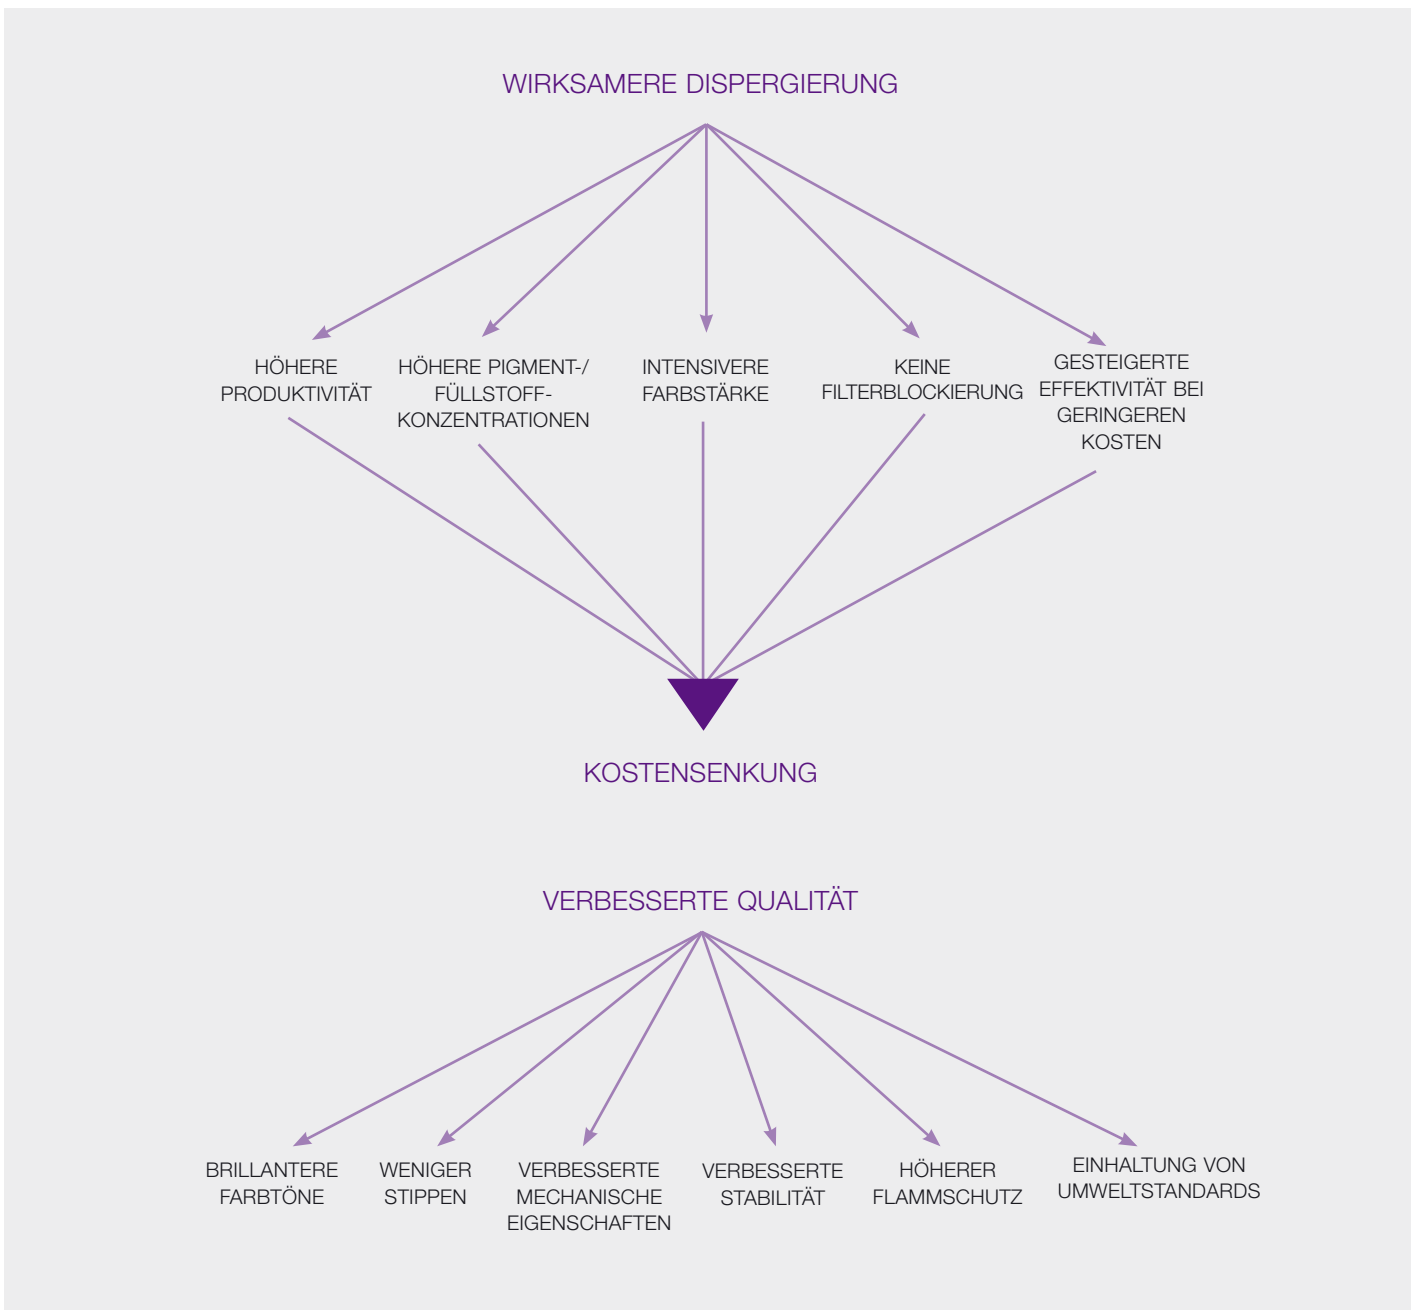 WIRKSAMERE DISPERGIERUNG
HÖHERE
PRODUKTIVITÄT
HÖHERE PIGMENT-/
FÜLLSTOFF-
KONZENTRATIONEN
INTENSIVERE
FARBSTÄRKE
KEINE
FILTERBLOCKIERUNG
GESTEIGERTE
EFFEKTIVITÄT BEI
GERINGEREN
KOSTEN
KOSTENSENKUNG
VERBESSERTE QUALITÄT
BRILLANTERE
FARBTÖNE
WENIGER
STIPPEN
VERBESSERTE
MECHANISCHE
EIGENSCHAFTEN
VERBESSERTE
STABILITÄT
HÖHERER
FLAMMSCHUTZ
EINHALTUNG VON
UMWELTSTANDARDS